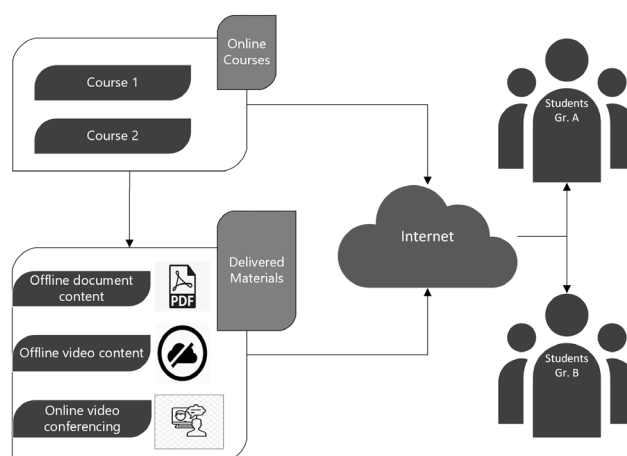 Online
Courses
Course 1
Course 2
Delivered
Materials
Offline document
content
PDF
Offline video content
Online video
conferencing
Internet
Students
Gr. A
Students
Gr. B